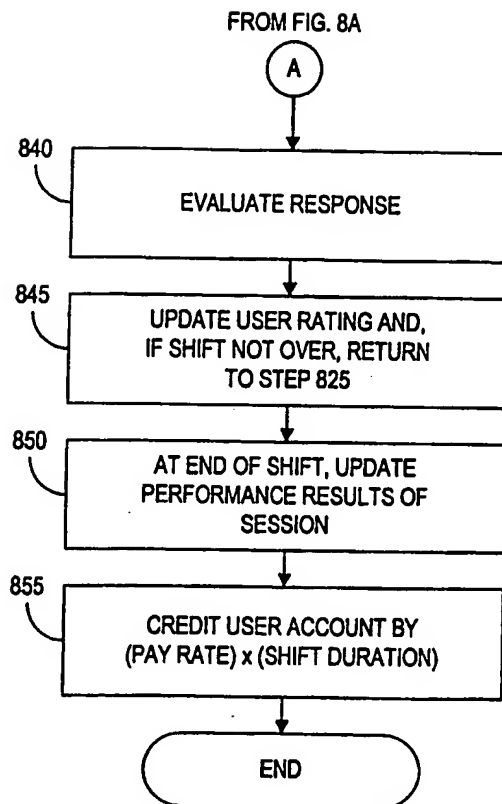 FROM FIG. 8A
A
840
EVALUATE RESPONSE
845
UPDATE USER RATING AND,
IF SHIFT NOT OVER, RETURN
TO STEP 825
850
AT END OF SHIFT, UPDATE
PERFORMANCE RESULTS OF
SESSION
855
CREDIT USER ACCOUNT BY
(PAY RATE) x (SHIFT DURATION)
END